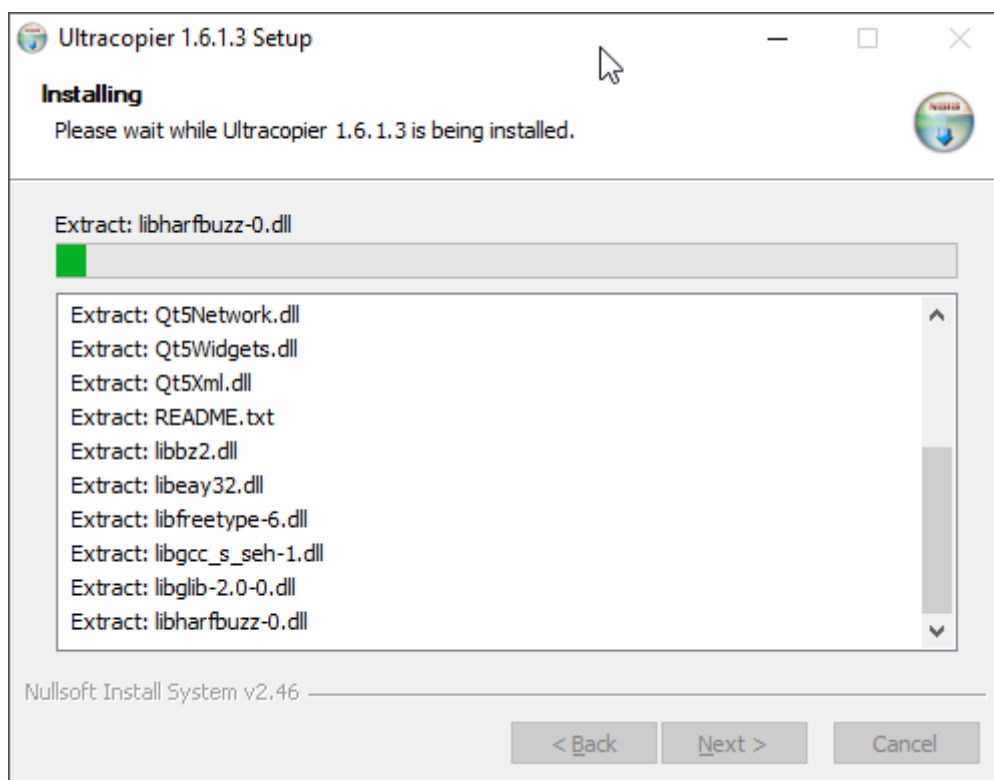 Ultracopier 1.6.1.3 Setup
Installing
Please wait while Ultracopier 1.6.1.3 is being installed.
NSIS
Extract: libharfbuzz-0.dll
Extract: Qt5Network.dll
Extract: Qt5Widgets.dll
Extract: Qt5Xml.dll
Extract: README.txt
Extract: libbz2.dll
Extract: libeay32.dll
Extract: libfreetype-6.dll
Extract: libgcc_s_seh-1.dll
Extract: libglib-2.0-0.dll
Extract: libharfbuzz-0.dll
Nullsoft Install System v2.46
< Back
Next >
Cancel